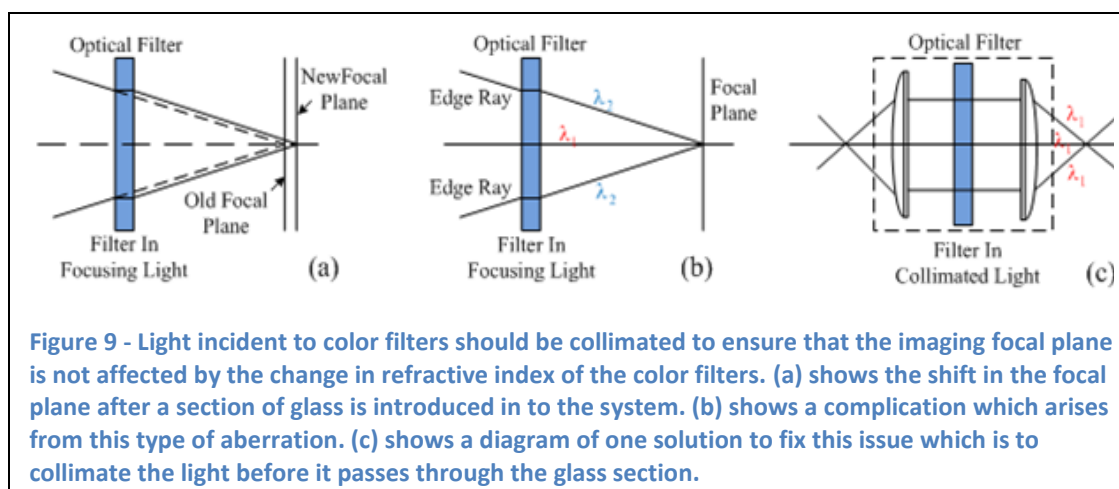 Optical Filter
New Focal
Plane
Old Focal
Plane
Filter In
Focusing Light
(a)
Optical Filter
Edge Ray
λ2
λ1
Edge Ray
λ2
Focal
Plane
Filter In
Focusing Light
(b)
Optical Filter
λ1
λ1
λ1
Filter In
Collimated Light
(c)
Figure 9 - Light incident to color filters should be collimated to ensure that the imaging focal plane
is not affected by the change in refractive index of the color filters. (a) shows the shift in the focal
plane after a section of glass is introduced in to the system. (b) shows a complication which arises
from this type of aberration. (c) shows a diagram of one solution to fix this issue which is to
collimate the light before it passes through the glass section.